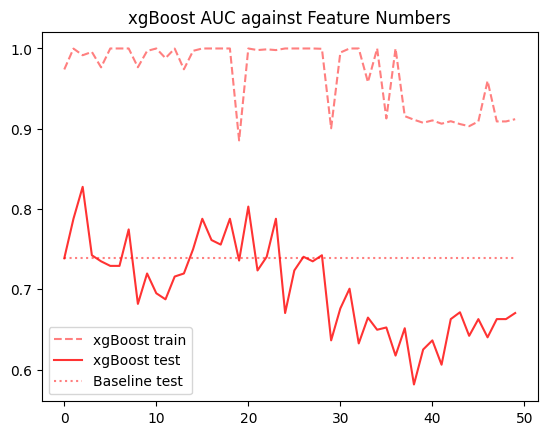 xgBoost AUC against Feature Numbers
1.0
0.9
0.8
0.7
0.6
xgBoost train
xgBoost test
Baseline test
0 10 20 30 40 50